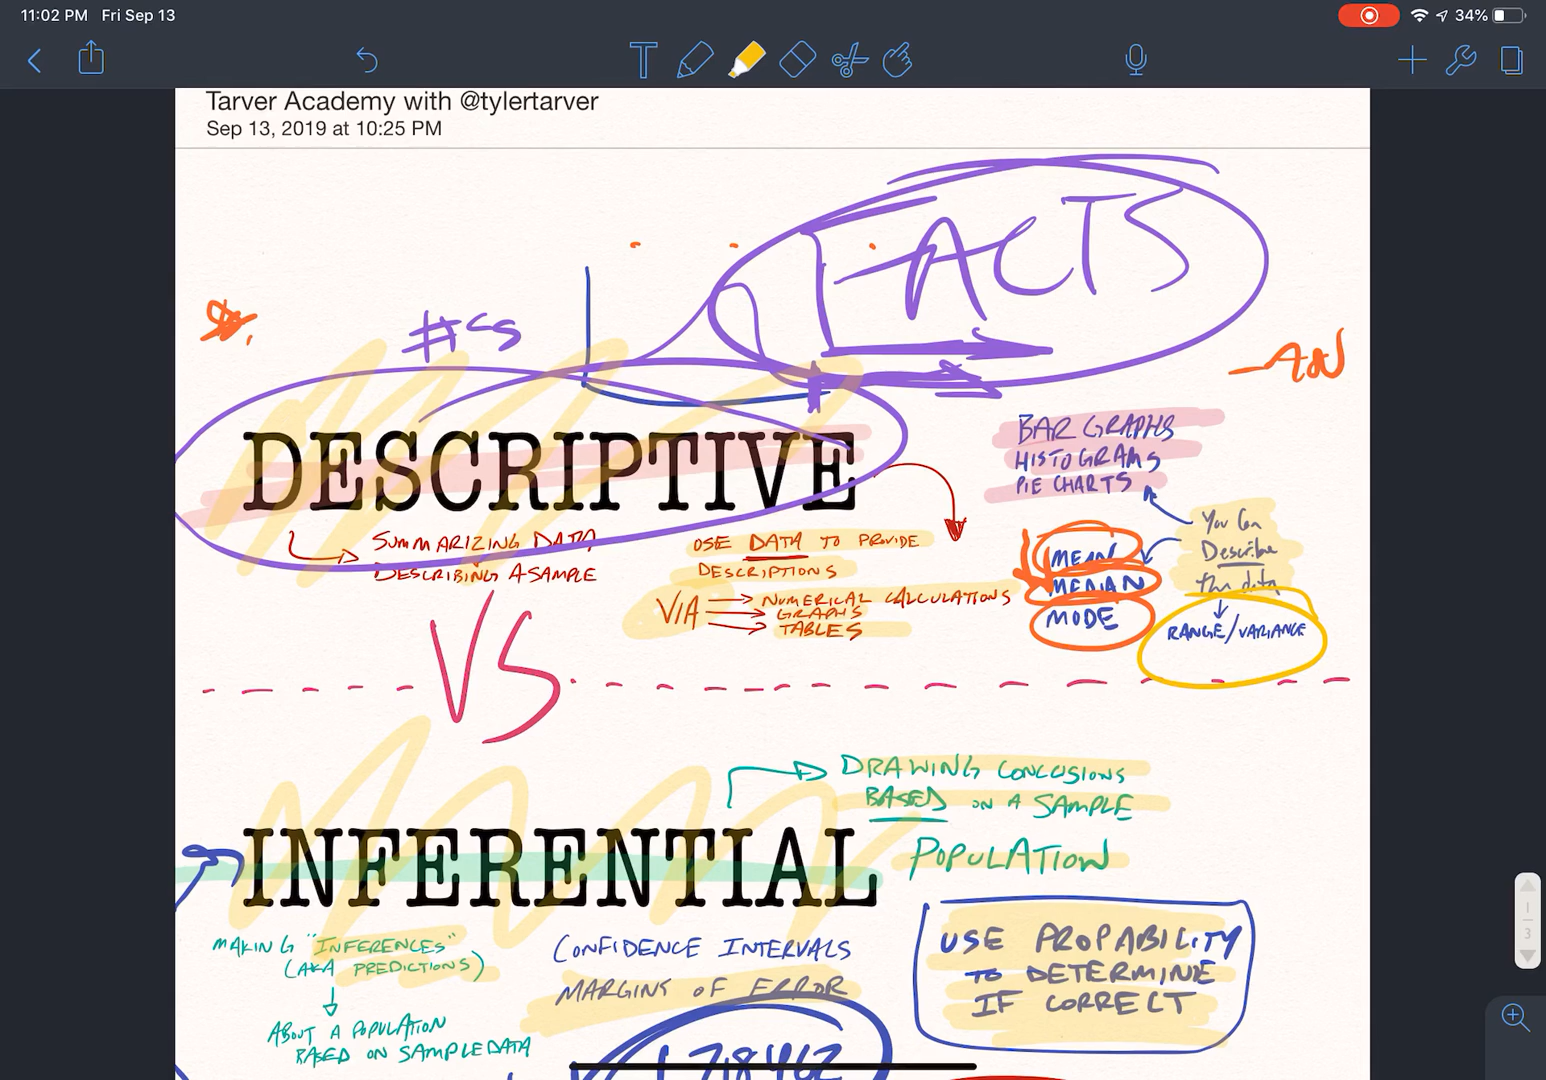 11:02 PM Fri Sep 13
34%
Tarver Academy with @tylertarver
Sep 13, 2019 at 10:25 PM
FACTS
#'s
DESCRIPTIVE
BAR GRAPHS
HISTOGRAMS
PIE CHARTS
SUMMARIZING DATA
DESCRIBING A SAMPLE
USE DATA TO PROVIDE
DESCRIPTIONS
VIA
NUMERICAL CALCULATIONS
GRAPHS
TABLES
MEAN
MEDIAN
MODE
You Can
Describe
the data
RANGE/VARIANCE
VS
INFERENTIAL
DRAWING CONCLUSIONS
BASED ON A SAMPLE
POPULATION
MAKING "INFERENCES"
(AKA PREDICTIONS)
ABOUT A POPULATION
BASED ON SAMPLE DATA
CONFIDENCE INTERVALS
MARGINS OF ERROR
USE PROPABILITY
TO DETERMINE
IF CORRECT
1
3